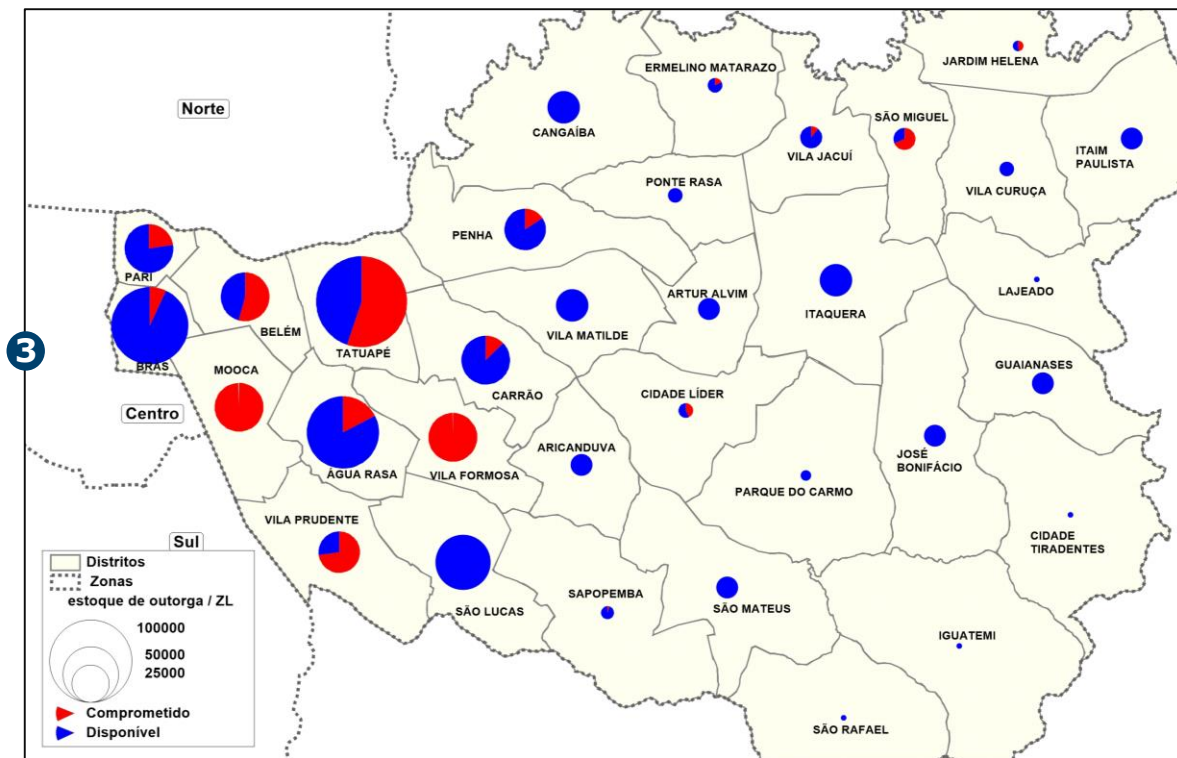 3
Norte
Centro
Sul
ERMELINO MATARAZO
JARDIM HELENA
CANGAÍBA
VILA JACUÍ
SÃO MIGUEL
ITAIM
PAULISTA
PONTE RASA
VILA CURUÇA
PENHA
PARI
BELÉM
TATUAPÉ
BRÁS
MOOCA
VILA MATILDE
ARTUR ALVIM
ITAQUERA
LAJEADO
CARRÃO
CIDADE LÍDER
GUAIANASES
ÁGUA RASA
VILA FORMOSA
ARICANDUVA
PARQUE DO CARMO
JOSÉ
BONIFÁCIO
VILA PRUDENTE
CIDADE
TIRADENTES
SÃO LUCAS
SAPOPEMBA
SÃO MATEUS
IGUATEMI
SÃO RAFAEL
Distritos
Zonas
estoque de outorga / ZL
100000
50000
25000
Comprometido
Disponível